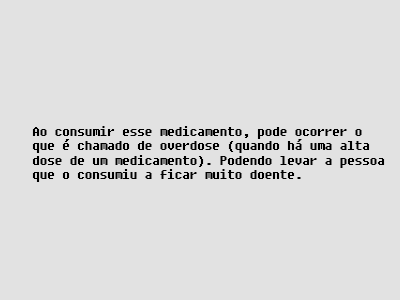 Ao consumir esse medicamento, pode ocorrer o
que é chamado de overdose (quando há uma alta
dose de um medicamento). Podendo levar a pessoa
que o consumiu a ficar muito doente.